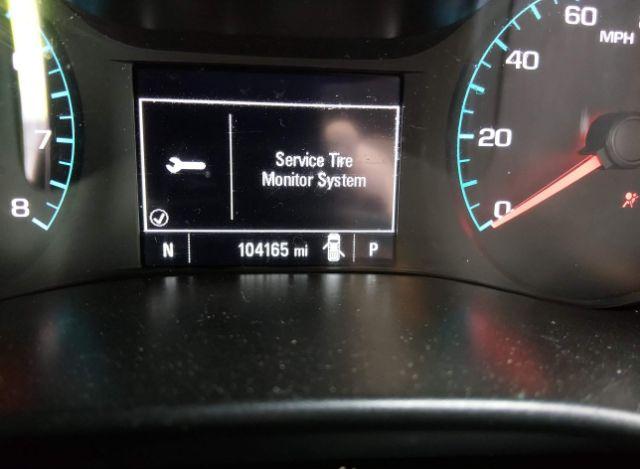 60
MPH
40
20
0
7
8
Service Tire
Monitor System
N 104165 mi P